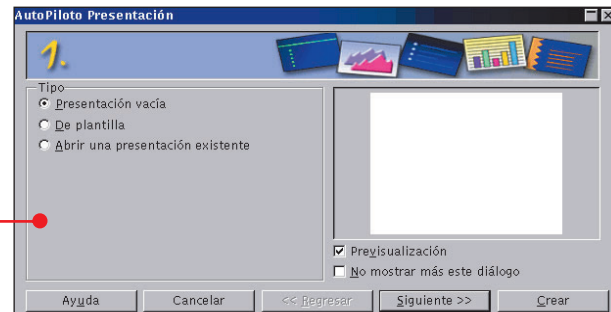 AutoPiloto Presentación
1.
Tipo
Presentación vacía
De plantilla
Abrir una presentación existente
Previsualización
No mostrar más este diálogo
Ayuda
Cancelar
<< Regresar
Siguiente >>
Crear